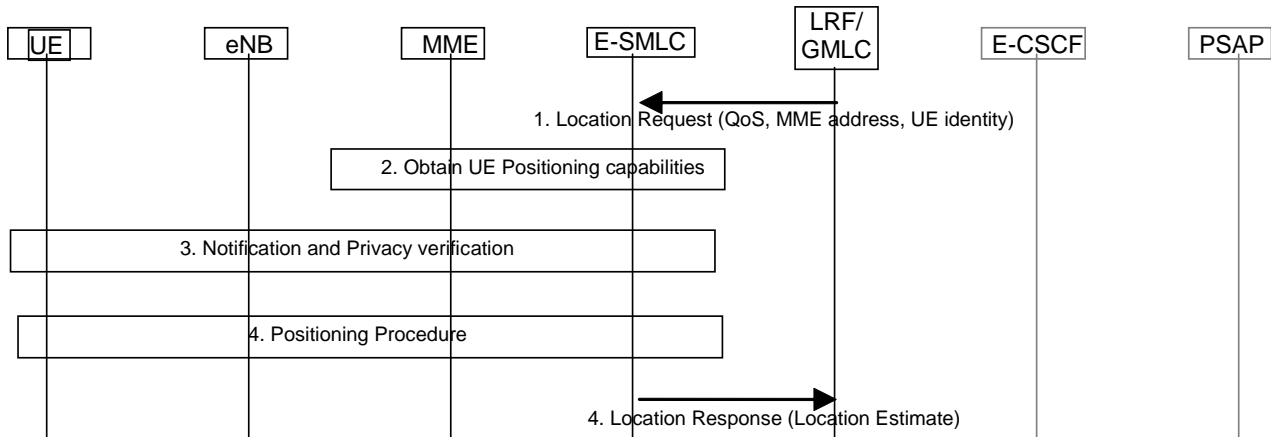 UE
eNB
MME
E-SMLC
LRF/
GMLC
E-CSCF
PSAP
1. Location Request (QoS, MME address, UE identity)
2. Obtain UE Positioning capabilities
3. Notification and Privacy verification
4. Positioning Procedure
4. Location Response (Location Estimate)